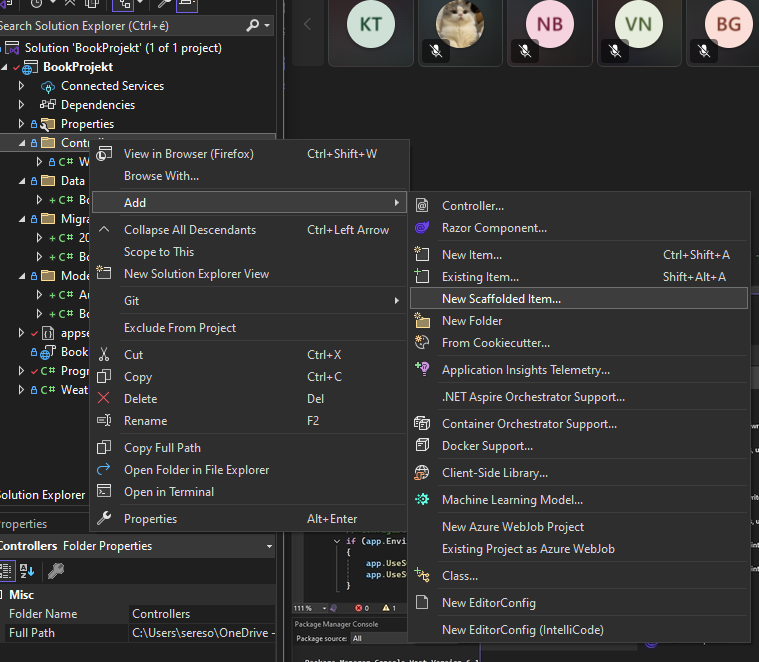 Search Solution Explorer (Ctrl+é)
Solution 'BookProjekt' (1 of 1 project)
BookProjekt
Connected Services
Dependencies
Properties
Contr
C# W
Data
+ C# Bo
Migra
+ C# 20
+ C# Bo
Mode
+ C# Au
+ C# Bo
appse
Book
C# Progr
C# Weat
Solution Explorer
Properties
Controllers Folder Properties
Misc
Folder Name Controllers
Full Path C:\Users\sereso\OneDrive -
KT
NB
VN
BG
View in Browser (Firefox) Ctrl+Shift+W
Browse With...
Add
Collapse All Descendants Ctrl+Left Arrow
Scope to This
New Solution Explorer View
Git
Exclude From Project
Cut Ctrl+X
Copy Ctrl+C
Delete Del
Rename F2
Copy Full Path
Open Folder in File Explorer
Open in Terminal
Properties Alt+Enter
Controller...
Razor Component...
New Item... Ctrl+Shift+A
Existing Item... Shift+Alt+A
New Scaffolded Item...
New Folder
From Cookiecutter...
Application Insights Telemetry...
.NET Aspire Orchestrator Support...
Container Orchestrator Support...
Docker Support...
Client-Side Library...
Machine Learning Model...
New Azure WebJob Project
Existing Project as Azure WebJob
Class...
New EditorConfig
New EditorConfig (IntelliCode)
if (app.Envi
{
app.UseS
app.UseS
}
111 % 0 1
Package Manager Console
Package source: All